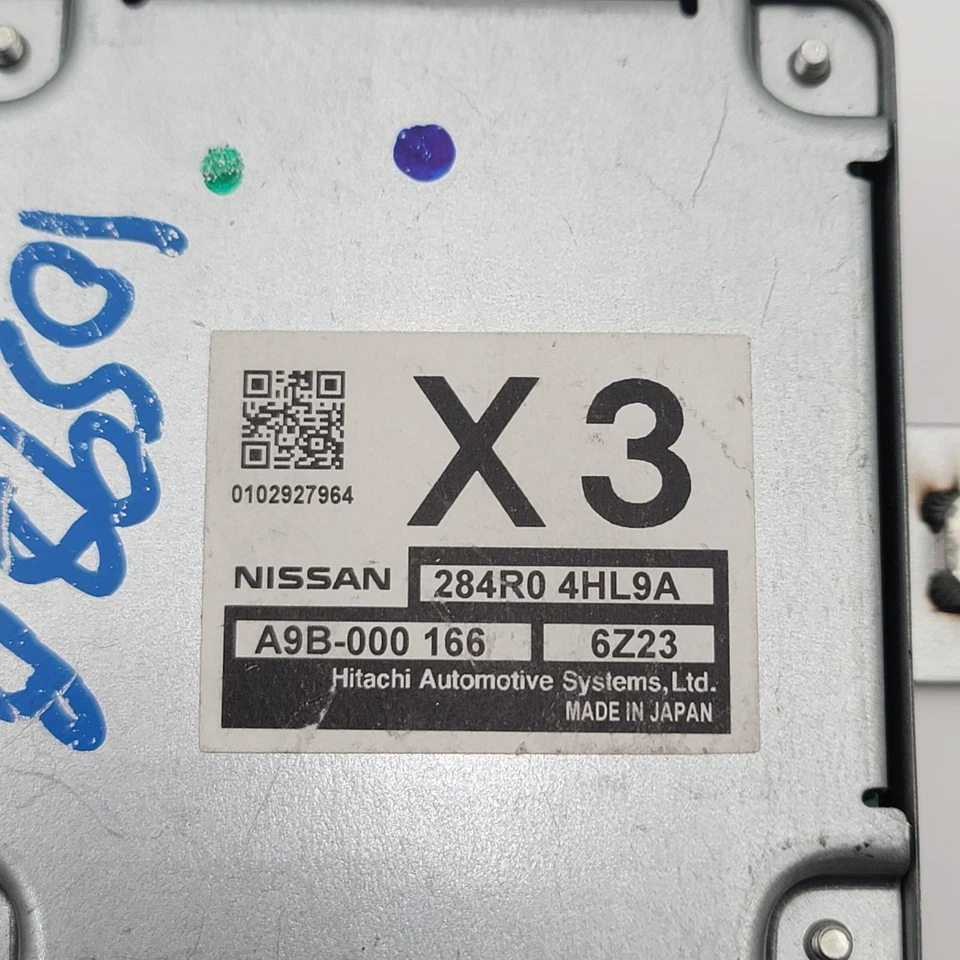 X3
0102927964
NISSAN 284R0 4HL9A
A9B-000 166 6Z23
Hitachi Automotive Systems,Ltd.
MADE IN JAPAN